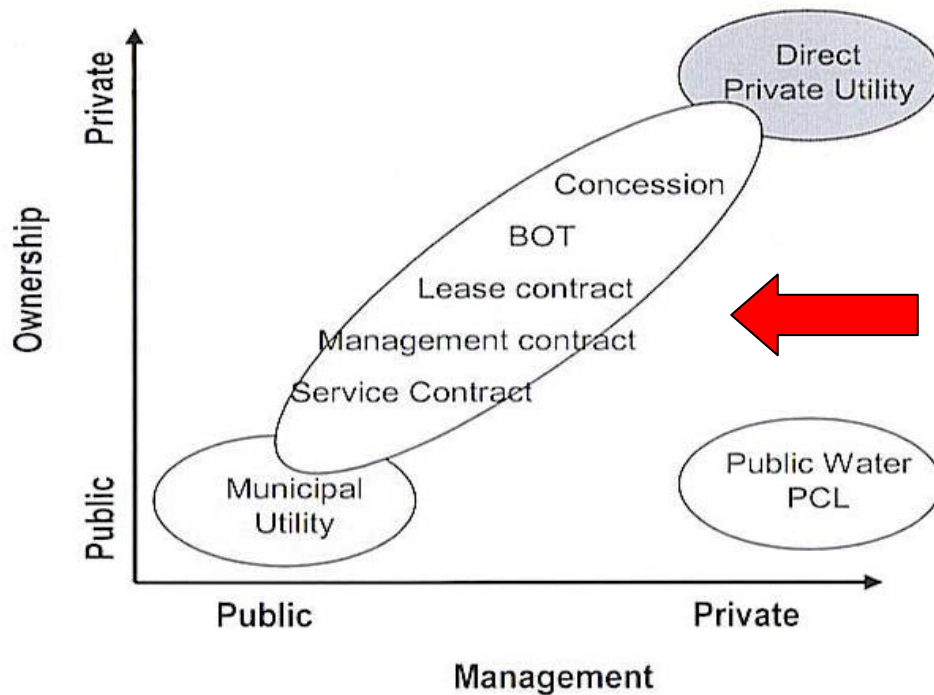 Private
Ownership
Public
Direct
Private Utility
Concession
BOT
Lease contract
Management contract
Service Contract
Municipal
Utility
Public Water
PCL
Public
Private
Management